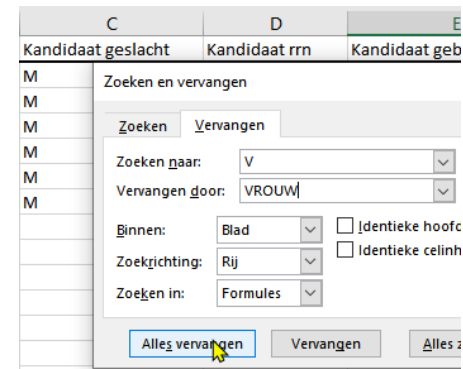 C D E
Kandidaat geslacht Kandidaat rrn Kandidaat geb
M
M
M
M
M
M
Zoeken en vervangen
Zoeken Vervangen
Zoeken naar: V
Vervangen door: VROUW
Binnen: Blad Identieke hoofd
Zoekrichting: Rij Identieke celinh
Zoeken in: Formules
Alles vervangen Vervangen Alles z